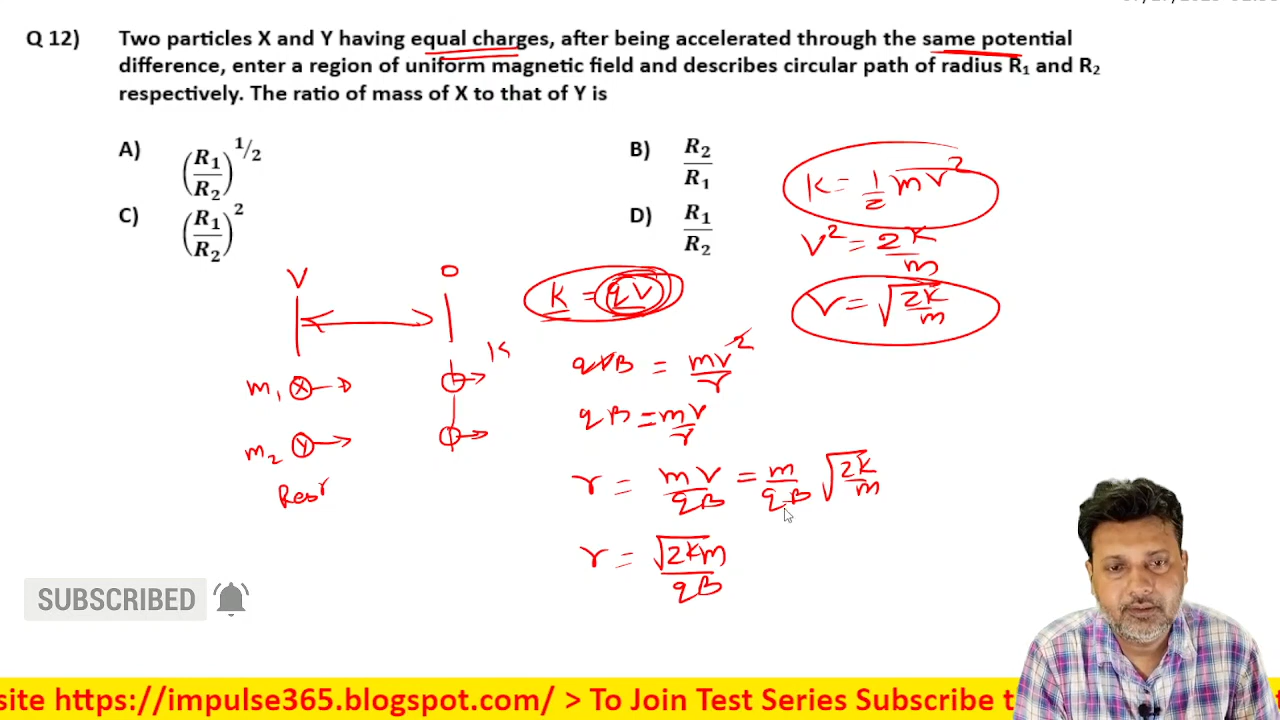 Q 12) Two particles X and Y having equal charges, after being accelerated through the same potential
difference, enter a region of uniform magnetic field and describes circular path of radius R₁ and R₂
respectively. The ratio of mass of X to that of Y is
A) (R₁/R₂)^1/2
B) R₂/R₁
C) (R₁/R₂)^2
D) R₁/R₂
K = 1/2 mv²
v² = 2K/m
v = √(2K/m)
V 0
K = qV
K
m₁ X
m₂ Y
Rest
qvB = mv²/r
qB = mv/r
r = mv/qB = m/qB √(2K/m)
r = √(2Km)/qB
SUBSCRIBED
site https://impulse365.blogspot.com/ > To Join Test Series Subscribe t